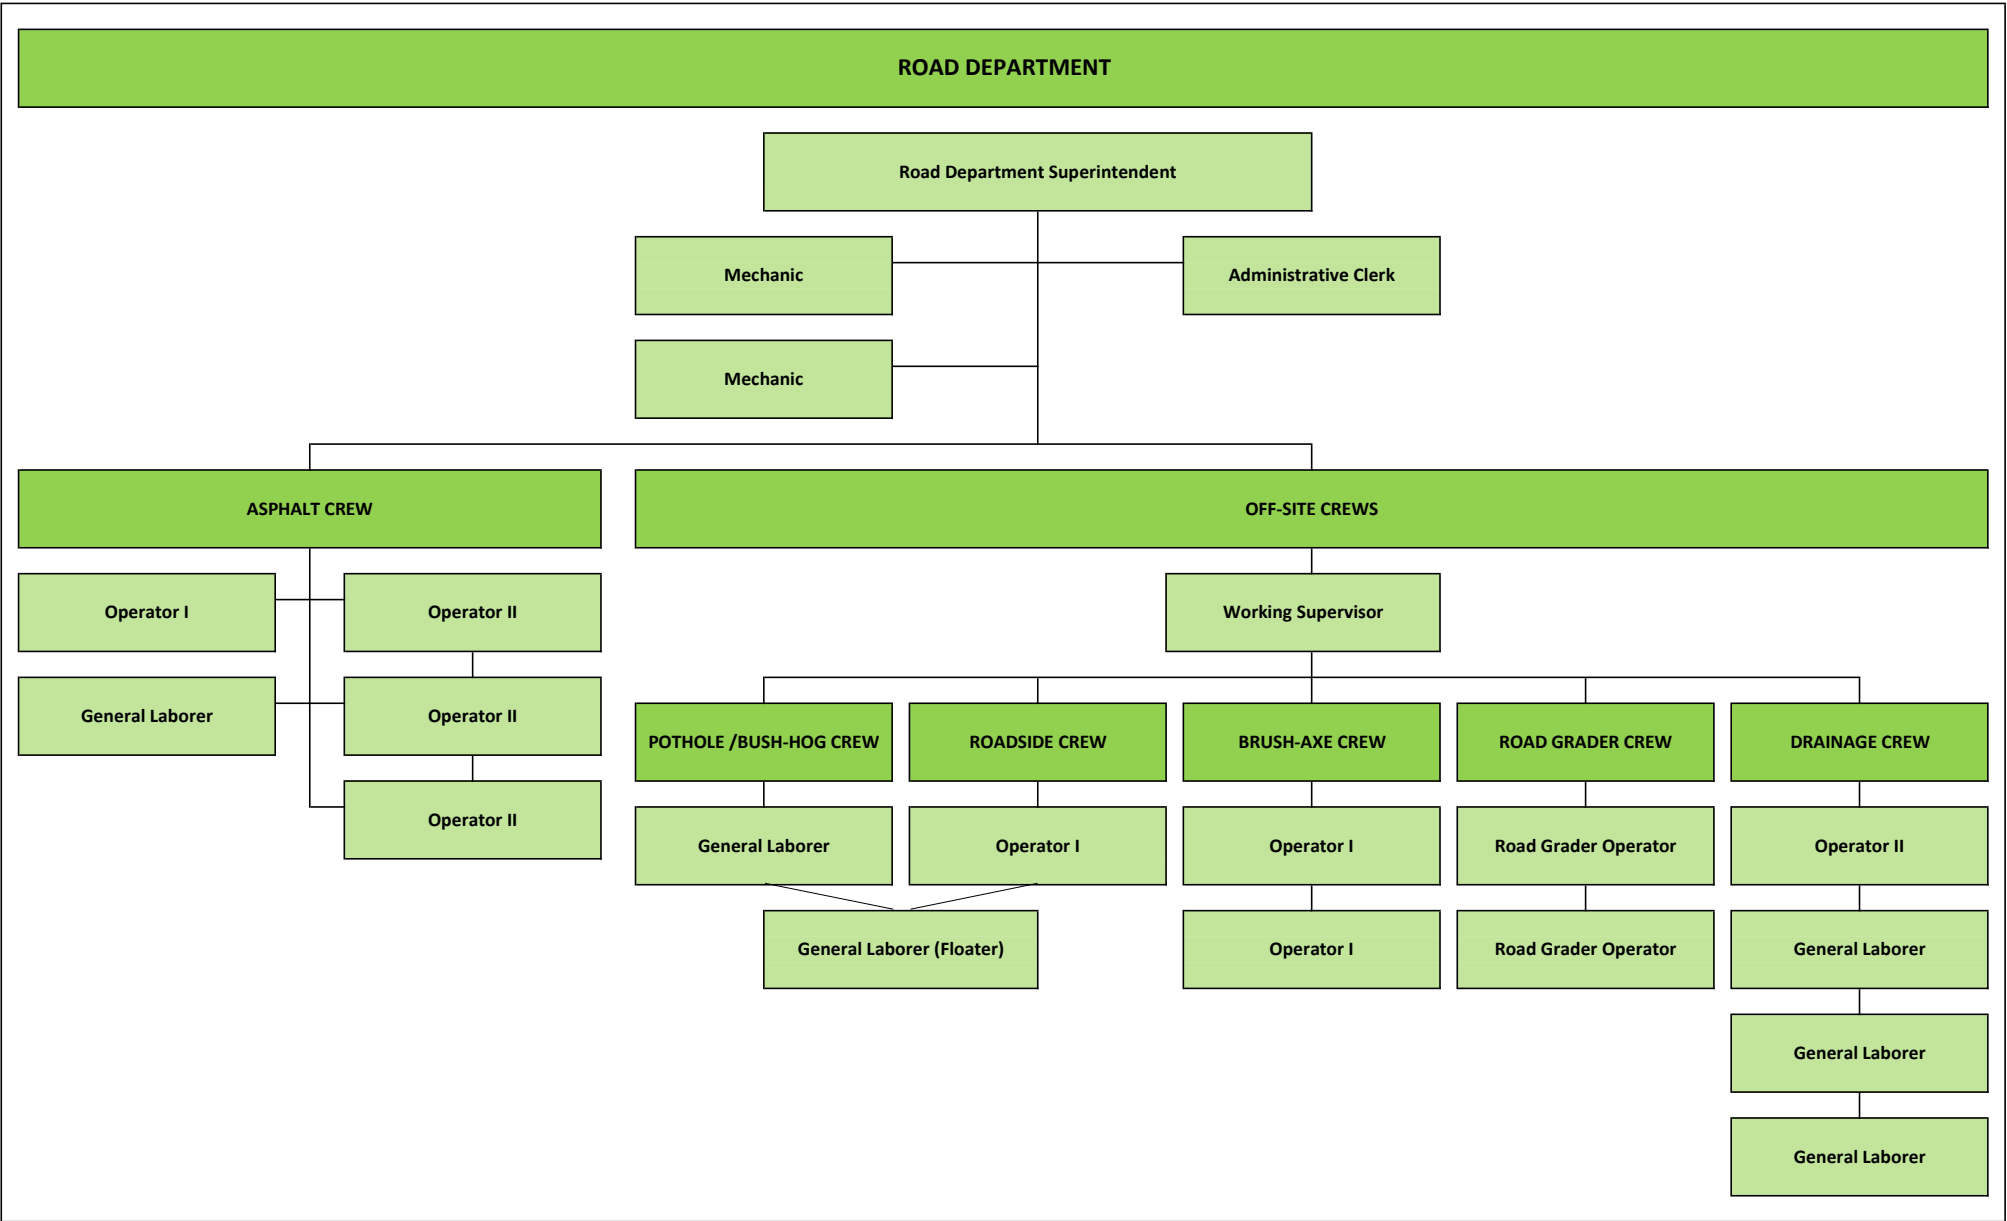 ROAD DEPARTMENT
Road Department Superintendent
Mechanic
Administrative Clerk
Mechanic
ASPHALT CREW
OFF-SITE CREWS
Operator I
Operator II
Working Supervisor
General Laborer
Operator II
POTHOLE /BUSH-HOG CREW
ROADSIDE CREW
BRUSH-AXE CREW
ROAD GRADER CREW
DRAINAGE CREW
Operator II
General Laborer
Operator I
Operator I
Road Grader Operator
Operator II
General Laborer (Floater)
Operator I
Road Grader Operator
General Laborer
General Laborer
General Laborer